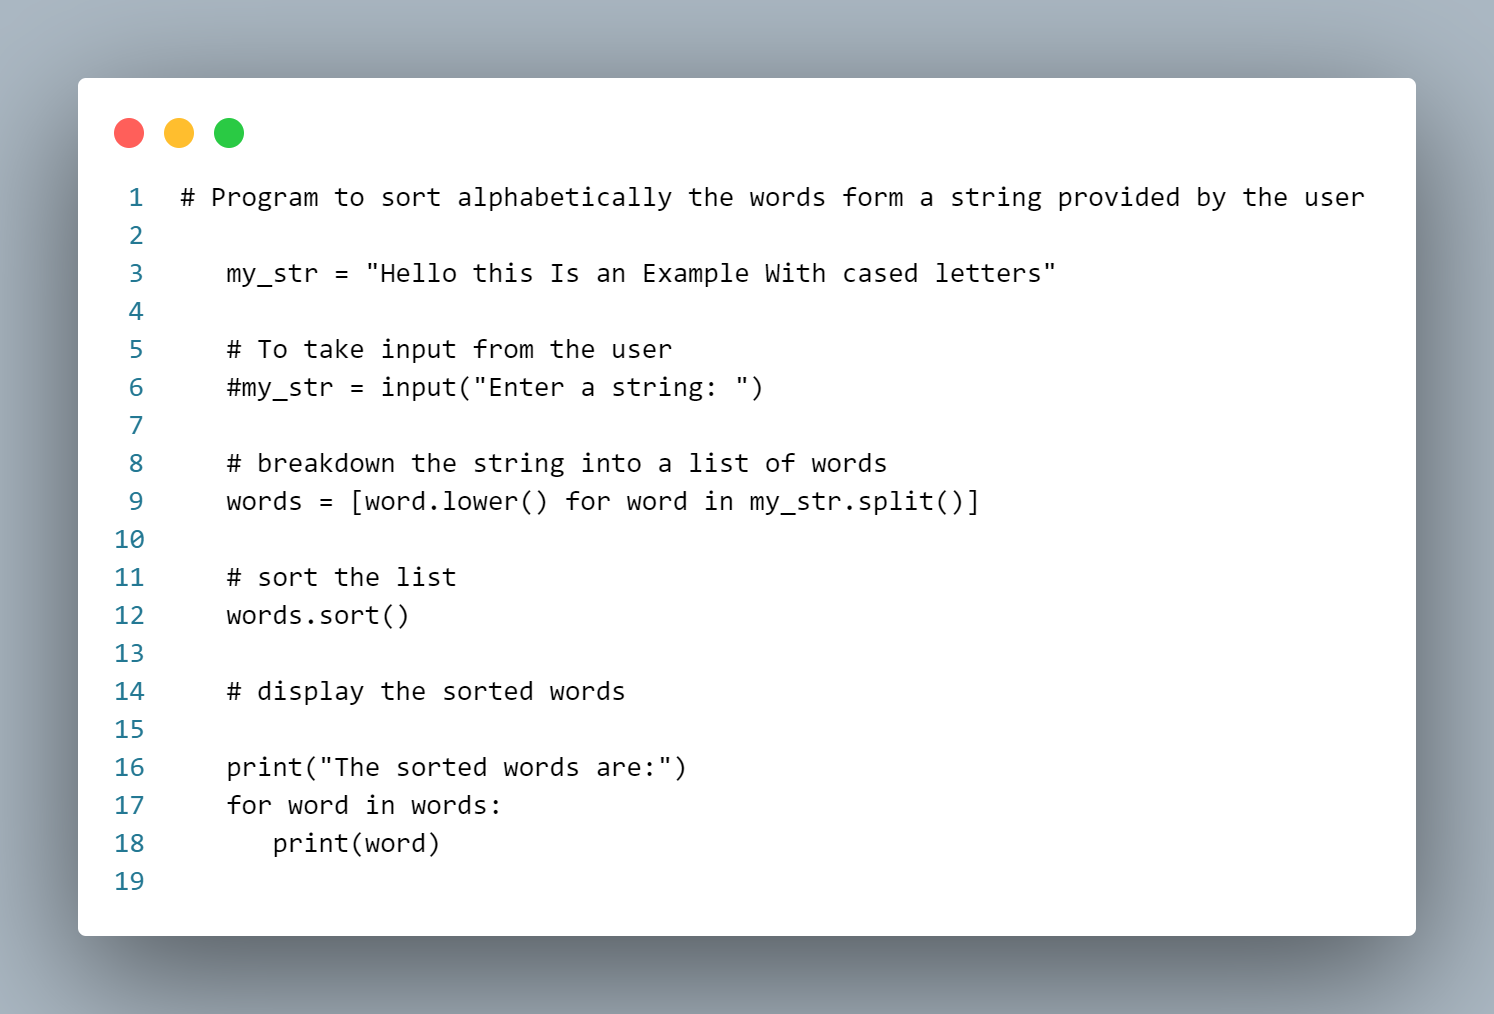 1 # Program to sort alphabetically the words form a string provided by the user
2
3    my_str = "Hello this Is an Example With cased letters"
4
5    # To take input from the user
6    #my_str = input("Enter a string: ")
7
8    # breakdown the string into a list of words
9    words = [word.lower() for word in my_str.split()]
10
11    # sort the list
12    words.sort()
13
14    # display the sorted words
15
16    print("The sorted words are:")
17    for word in words:
18       print(word)
19